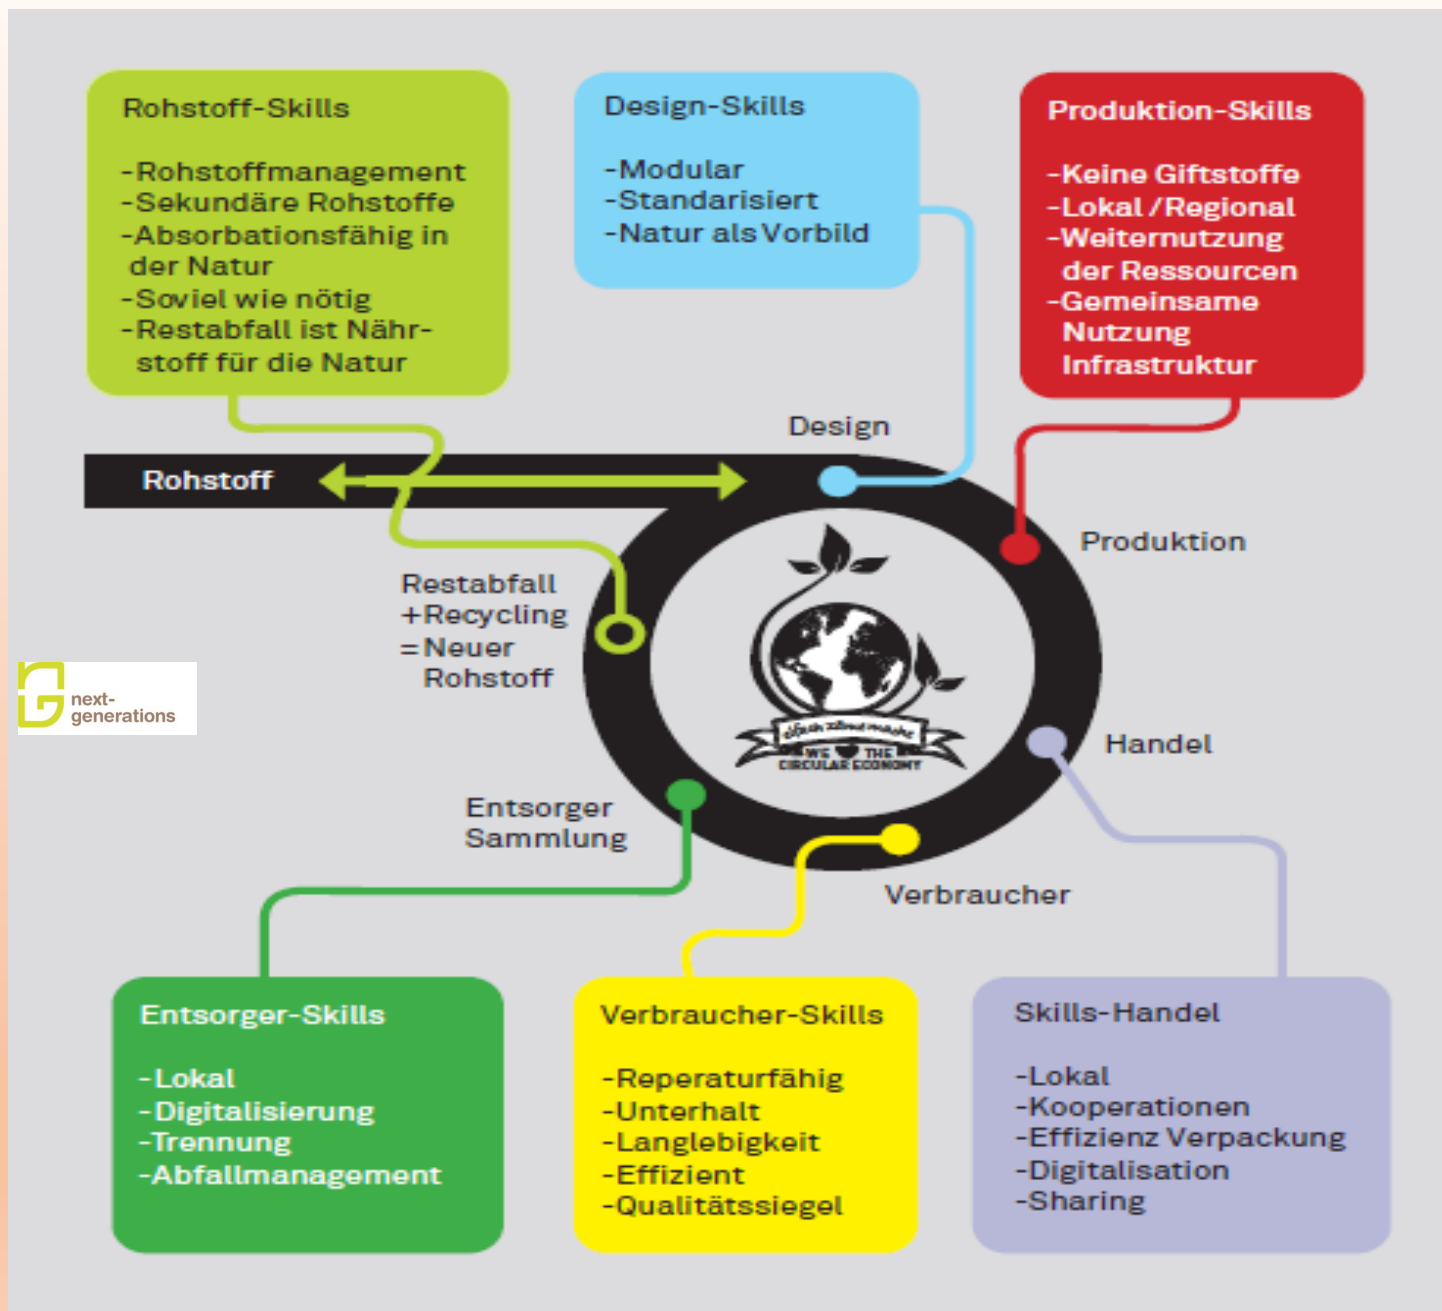 Rohstoff-Skills
-Rohstoffmanagement
-Sekundäre Rohstoffe
-Absorbationsfähig in
der Natur
-Soviel wie nötig
-Restabfall ist Nähr-
stoff für die Natur
Design-Skills
-Modular
-Standarisiert
-Natur als Vorbild
Produktion-Skills
-Keine Giftstoffe
-Lokal/Regional
-Weiternutzung
der Ressourcen
-Gemeinsame
Nutzung
Infrastruktur
Design
Rohstoff
Produktion
Restabfall
+Recycling
=Neuer
Rohstoff
next-
generations
WE THE
CIRCULAR ECONOMY
Handel
Entsorger
Sammlung
Verbraucher
Entsorger-Skills
-Lokal
-Digitalisierung
-Trennung
-Abfallmanagement
Verbraucher-Skills
-Reperaturfähig
-Unterhalt
-Langlebigkeit
-Effizient
-Qualitätssiegel
Skills-Handel
-Lokal
-Kooperationen
-Effizienz Verpackung
-Digitalisation
-Sharing